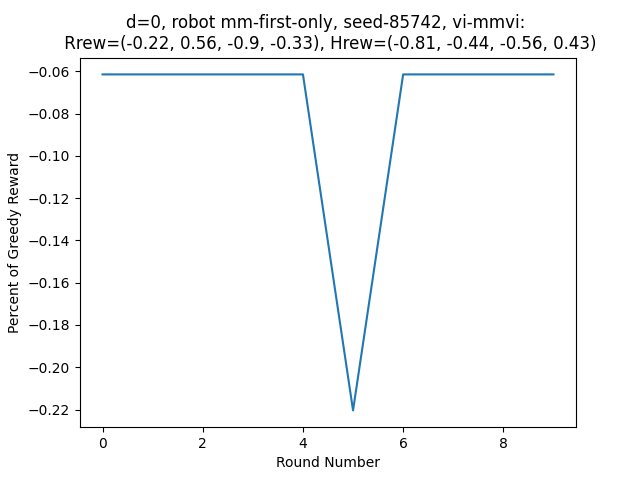 d=0, robot mm-first-only, seed-85742, vi-mmvi:
Rrew=(-0.22, 0.56, -0.9, -0.33), Hrew=(-0.81, -0.44, -0.56, 0.43)
−0.06
−0.08
−0.10
−0.12
−0.14
−0.16
−0.18
−0.20
−0.22
Percent of Greedy Reward
0 2 4 6 8
Round Number